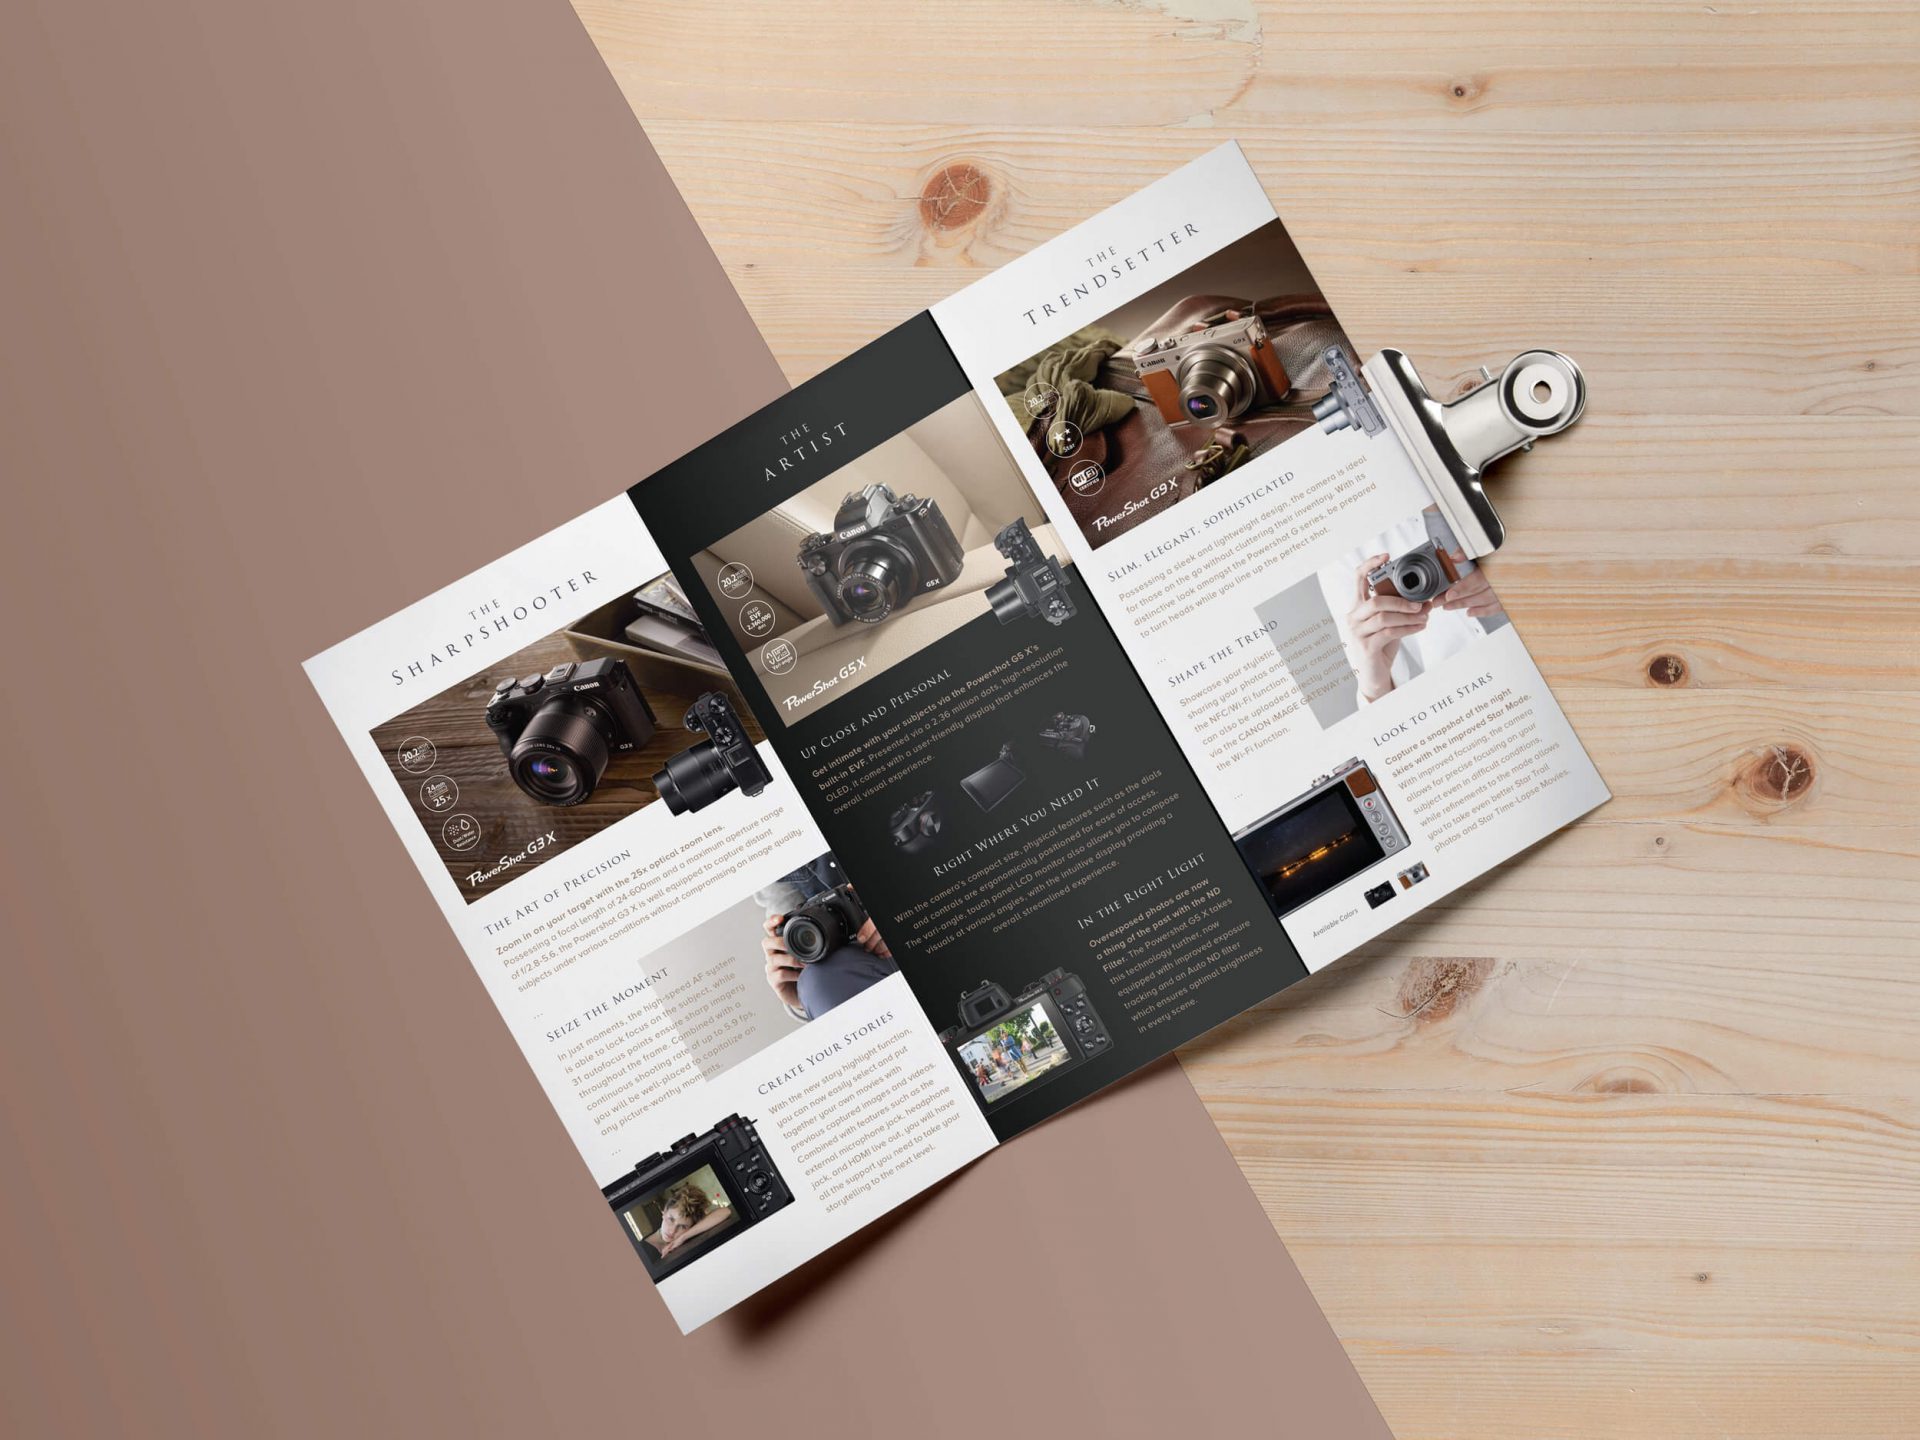 THE
SHARPSHOOTER
20.2
24mm
25x
Dust/Water
Resistance
Canon
G3X
PowerShot G3 X
THE ART OF PRECISION
Zoom in on your target with the 25x optical zoom lens.
Possessing a focal length of 24-600mm and a maximum aperture range
of f/2.8-5.6, the Powershot G3 X is well equipped to capture distant
subjects under various conditions without compromising on image quality.
...
SEIZE THE MOMENT
In just moments, the high-speed AF system
is able to lock focus on the subject, while
31 autofocus points ensure sharp imagery
throughout the frame. Combined with a
continuous shooting rate of up to 5.9 fps,
you will be well-placed to capitalize on
any picture-worthy moments.
...
CREATE YOUR STORIES
With the new story highlight function,
you can now easily select and put
together your own movies with
previous captured images and videos.
Combined with features such as the
external microphone jack, headphone
jack, and HDMI live out, you will have
all the support you need to take your
storytelling to the next level.
THE
ARTIST
20.2
OLED
EVF
2,360,000
dots
Vari-angle
Canon
G5X
PowerShot G5 X
UP CLOSE AND PERSONAL
Get intimate with your subjects via the Powershot G5 X's
built-in EVF. Presented via a 2.36 million dots, high-resolution
OLED, it comes with a user-friendly display that enhances the
overall visual experience.
RIGHT WHERE YOU NEED IT
With the camera's compact size, physical features such as the dials
and controls are ergonomically positioned for ease of access.
The vari-angle, touch panel LCD monitor also allows you to compose
visuals at various angles, with the intuitive display providing a
overall streamlined experience.
IN THE RIGHT LIGHT
Overexposed photos are now
a thing of the past with the ND
Filter. The Powershot G5 X takes
this technology further, now
equipped with improved exposure
tracking and an Auto ND filter
which ensures optimal brightness
in every scene.
THE
TRENDSETTER
20.2
Star
Wi Fi
CERTIFIED
Canon
G9X
PowerShot G9 X
SLIM, ELEGANT, SOPHISTICATED
Possessing a sleek and lightweight design, the camera is ideal
for those on the go without cluttering their inventory. With its
distinctive look amongst the Powershot G series, be prepared
to turn heads while you line up the perfect shot.
...
SHAPE THE TREND
Showcase your stylistic credentials by
sharing your photos and videos with
the NFC/Wi-Fi function. Your creations
can also be uploaded directly online
via the CANON iMAGE GATEWAY with
the Wi-Fi function.
...
LOOK TO THE STARS
Capture a snapshot of the night
skies with the improved Star Mode.
With improved focusing, the camera
allows for precise focusing on your
subject even in difficult conditions,
while refinements to the mode allows
you to take even better Star Trail
photos and Star Time-Lapse Movies.
Available Colors